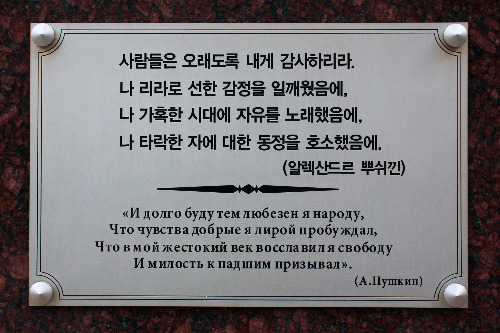 사람들은 오래도록 내게 감사하리라.
나 리라로 선한 감정을 일깨웠음에,
나 가혹한 시대에 자유를 노래했음에,
나 타락한 자에 대한 동정을 호소했음에.
(알렉산드르 뿌쉬낀)
«И долго буду тем любезен я народу,
Что чувства добрые я лирой пробуждал,
Что в мой жестокий век восславил я свободу
И милость к падшим призывал».
(А.Пушкин)